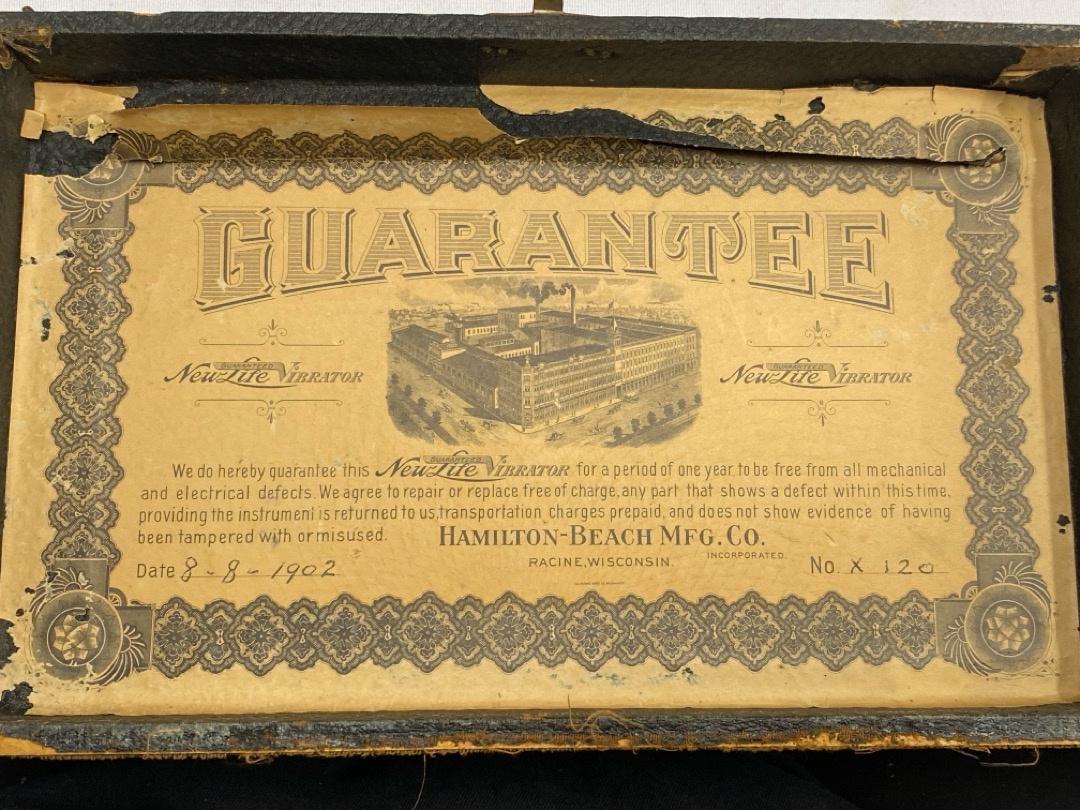 GUARANTEE
GUARANTEED
New-Life Vibrator
GUARANTEED
New-Life Vibrator
We do hereby guarantee this GUARANTEED New-Life Vibrator for a period of one year to be free from all mechanical
and electrical defects. We agree to repair or replace free of charge, any part that shows a defect within this time,
providing the instrument is returned to us, transportation charges prepaid, and does not show evidence of having
been tampered with or misused. HAMILTON-BEACH MFG. CO.
INCORPORATED
RACINE, WISCONSIN.
Date 8-8-1902 No. X 120